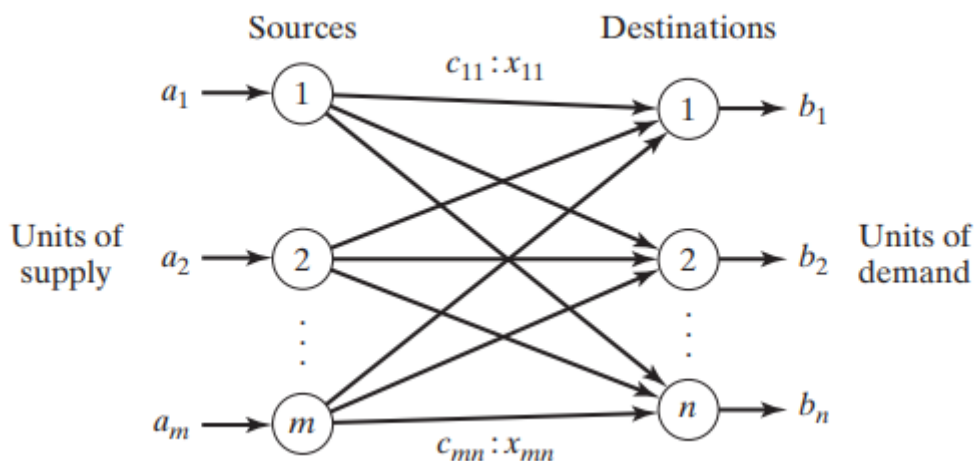 Sources
Destinations
c₁₁ : x₁₁
a₁
1
1
b₁
Units of
supply
a₂
2
2
b₂
Units of
demand
⋮
⋮
aₘ
m
n
bₙ
cₘₙ : xₘₙ